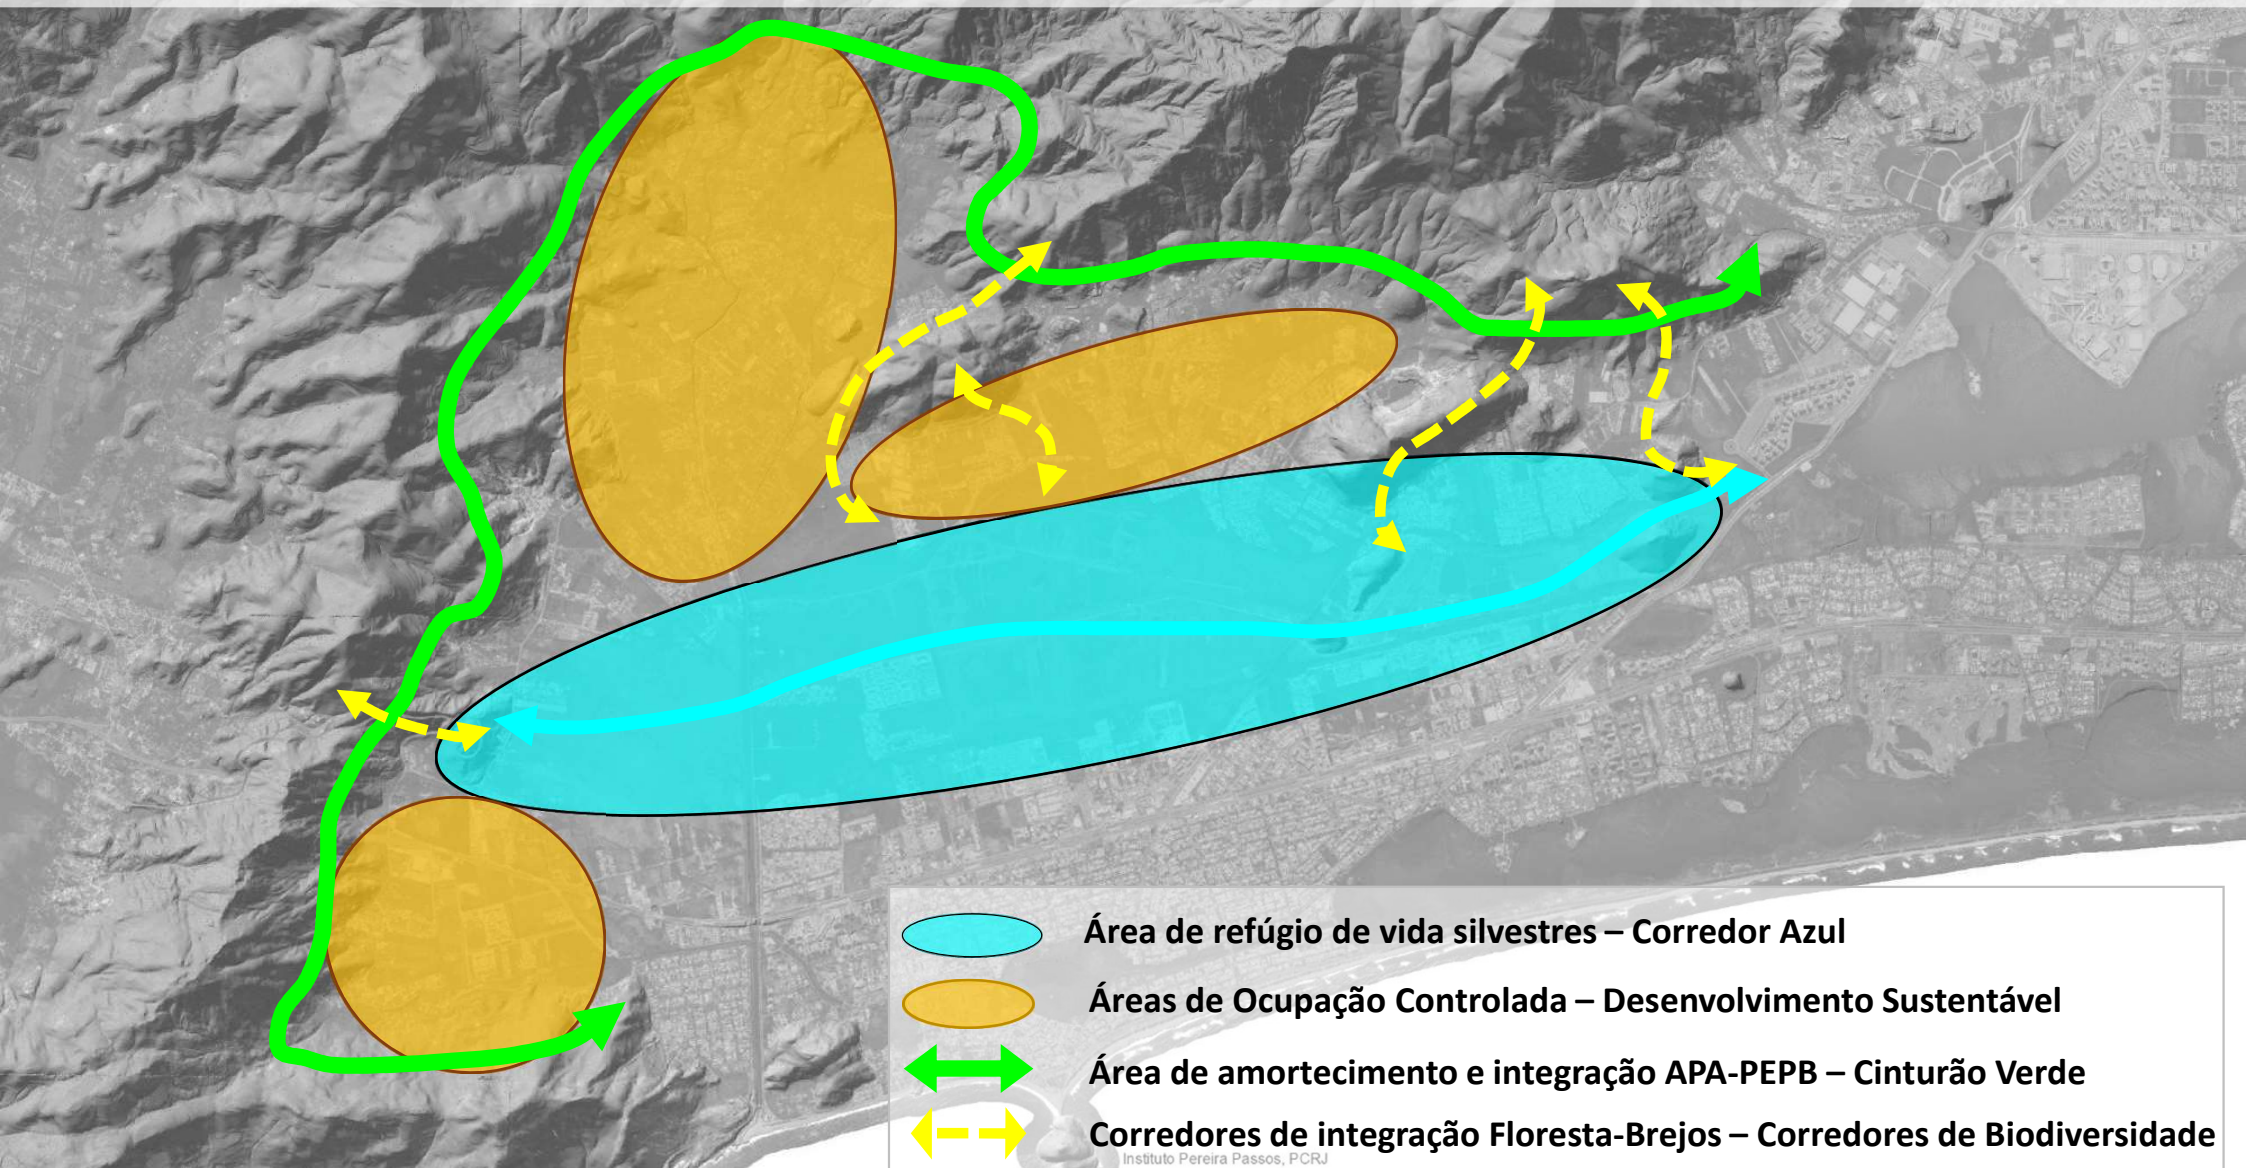 Área de refúgio de vida silvestres – Corredor Azul
Áreas de Ocupação Controlada – Desenvolvimento Sustentável
Área de amortecimento e integração APA-PEPB – Cinturão Verde
Corredores de integração Floresta-Brejos – Corredores de Biodiversidade
Instituto Pereira Passos, PCRJ